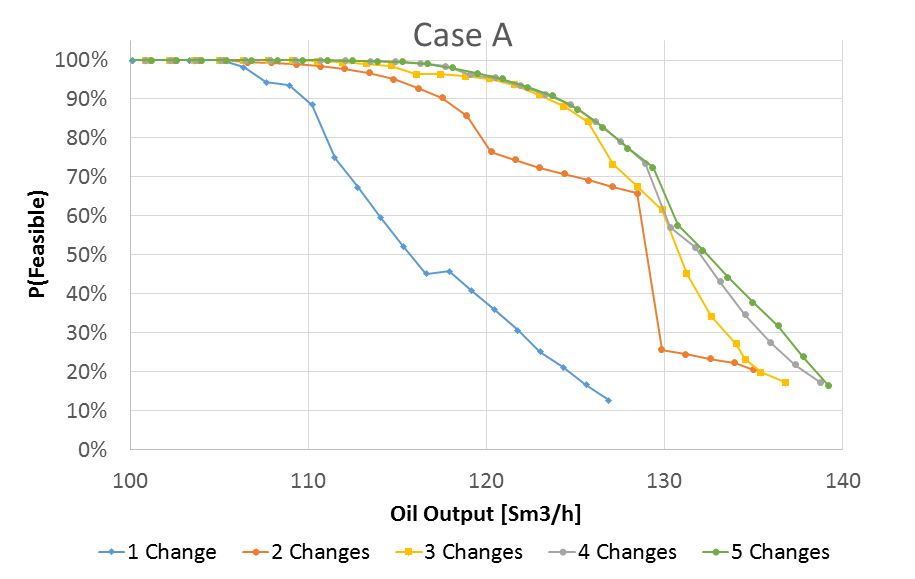 Case A
100%
90%
80%
70%
60%
50%
40%
30%
20%
10%
0%
P(Feasible)
100 110 120 130 140
Oil Output [Sm3/h]
1 Change 2 Changes 3 Changes 4 Changes 5 Changes